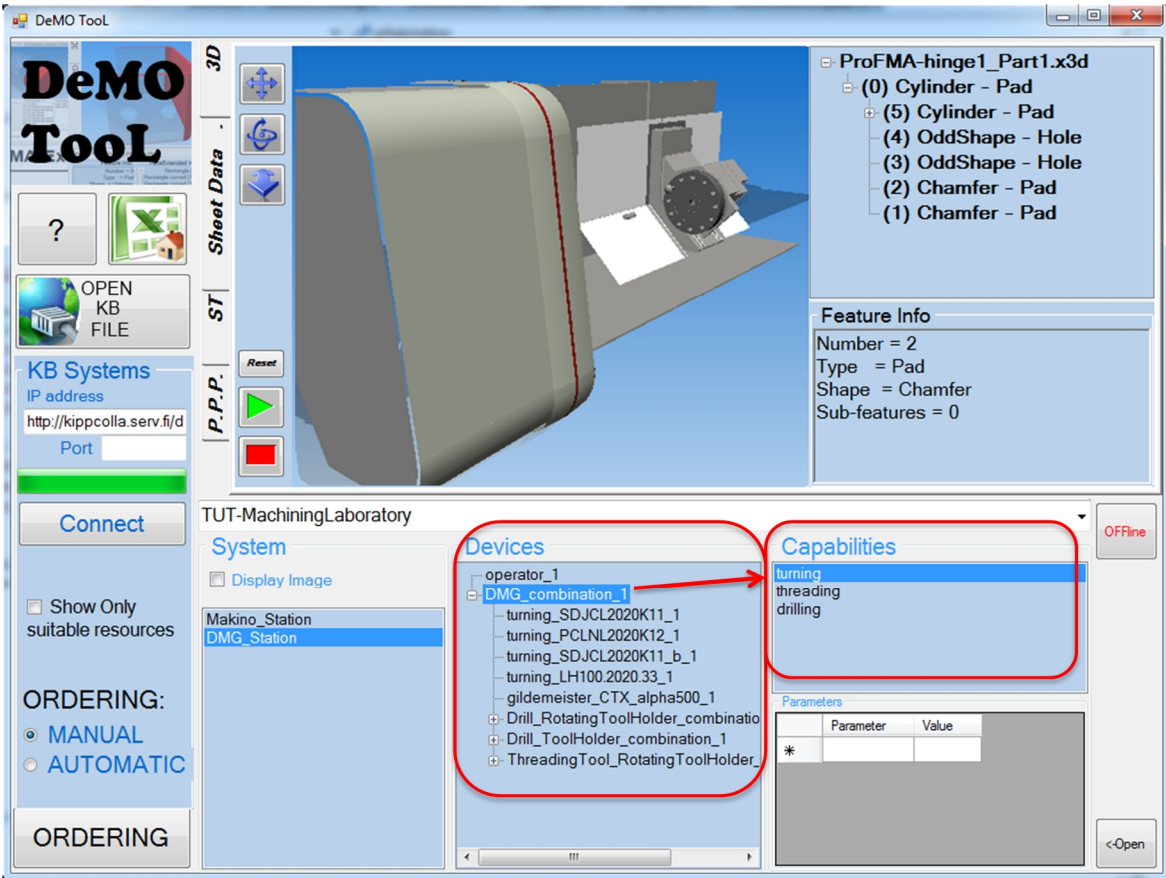 DeMO TooL
DeMO
TooL
?
OPEN
KB
FILE
KB Systems
IP address
http://kippcolla.serv.fi/d
Port
Connect
Show Only
suitable resources
ORDERING:
MANUAL
AUTOMATIC
ORDERING
3D
Sheet Data
ST
P.P.P.
Reset
ProFMA-hinge1_Part1.x3d
(0) Cylinder - Pad
(5) Cylinder - Pad
(4) OddShape - Hole
(3) OddShape - Hole
(2) Chamfer - Pad
(1) Chamfer - Pad
Feature Info
Number = 2
Type = Pad
Shape = Chamfer
Sub-features = 0
TUT-MachiningLaboratory
OFFline
System
Display Image
Makino_Station
DMG_Station
Devices
operator_1
DMG_combination_1
turning_SDJCL2020K11_1
turning_PCLNL2020K12_1
turning_SDJCL2020K11_b_1
turning_LH100.2020.33_1
gildemeister_CTX_alpha500_1
Drill_RotatingToolHolder_combinatio
Drill_ToolHolder_combination_1
ThreadingTool_RotatingToolHolder_
Capabilities
turning
threading
drilling
Parameters
Parameter Value
<-Open